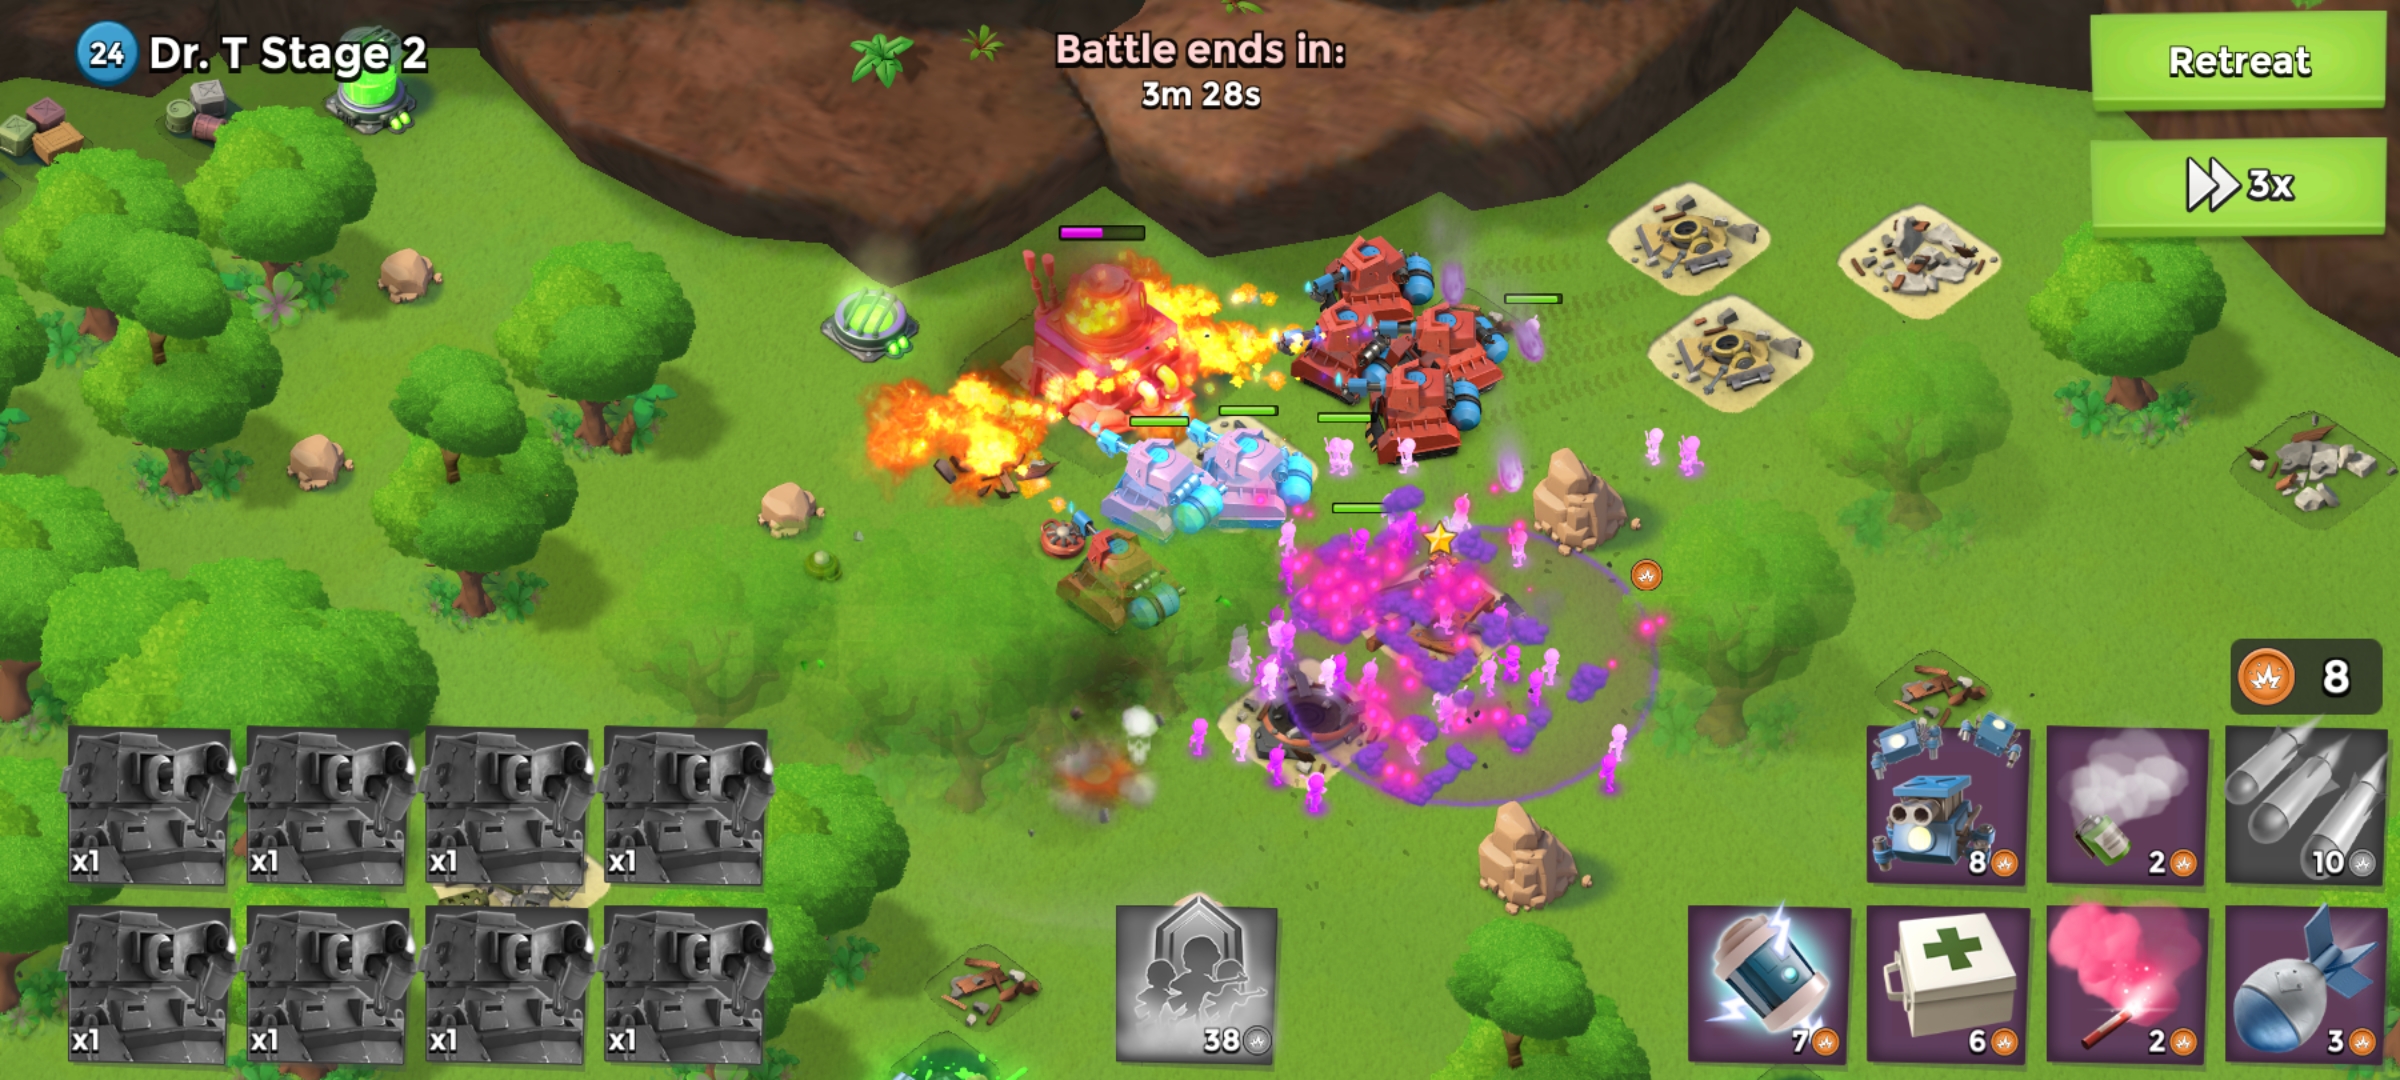 24 Dr. T Stage 2
Battle ends in:
3m 28s
Retreat
3x
8
x1 x1 x1 x1
8 2 10
x1 x1 x1 x1
38
7 6 2 3